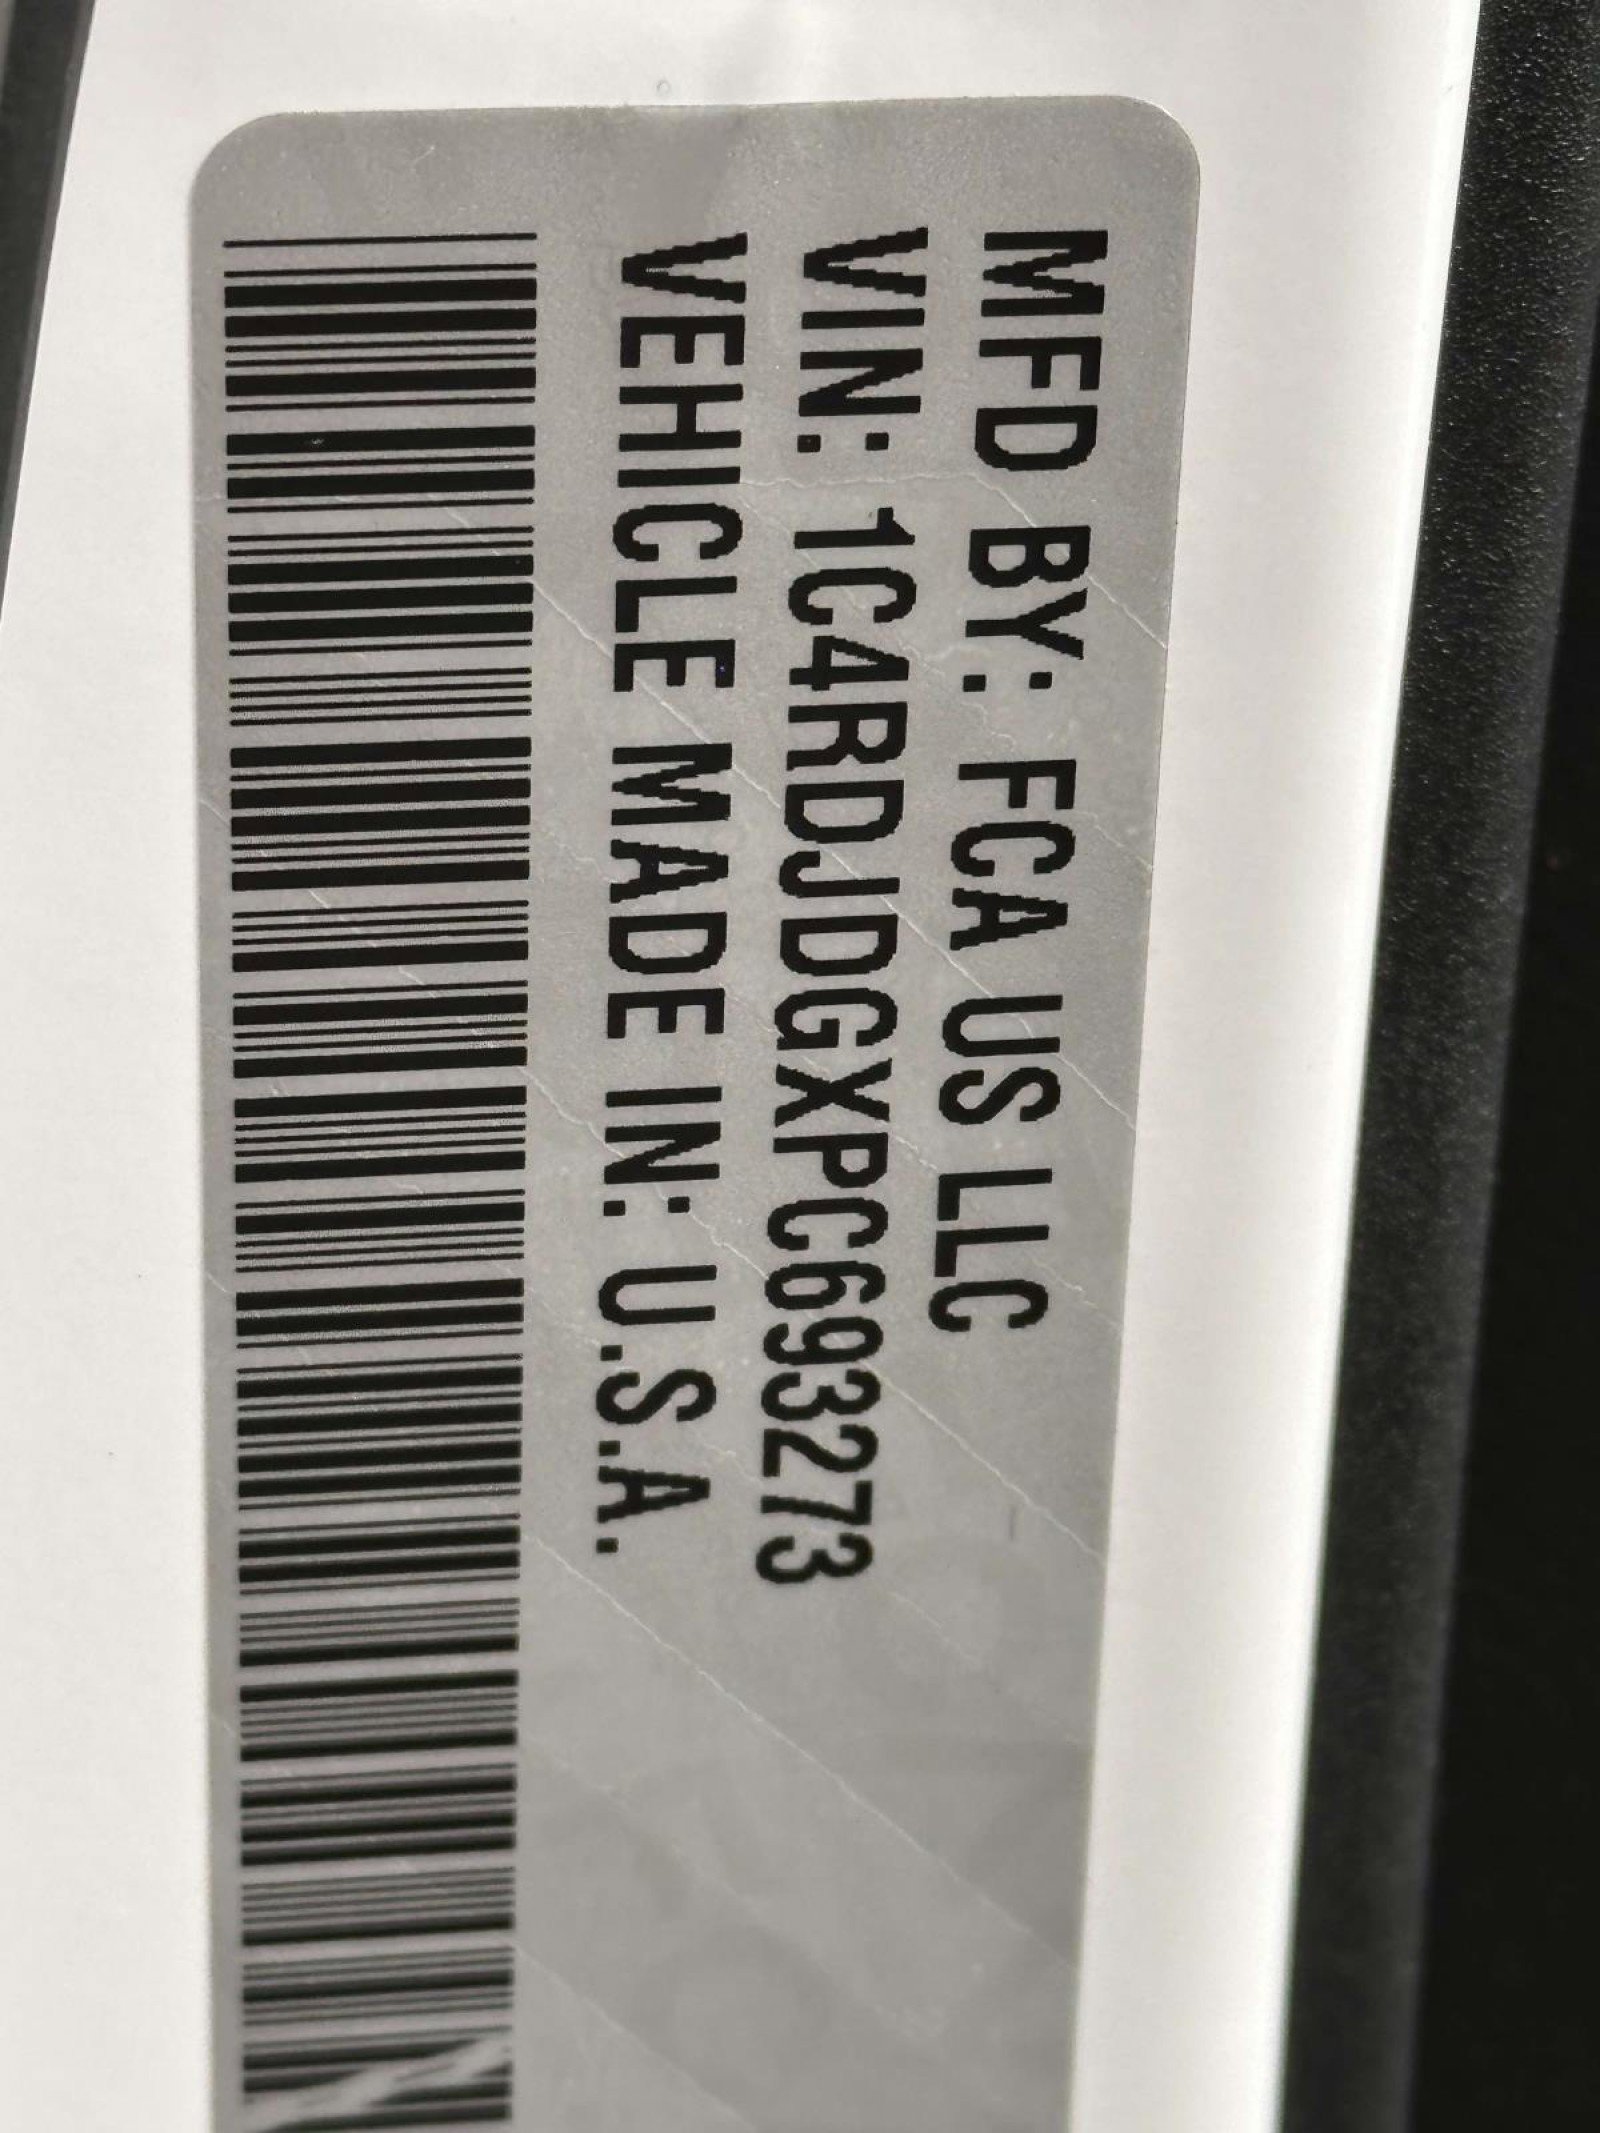 MFD BY: FCA US LLC
VIN: 1C4RDJDGXPC693273
VEHICLE MADE IN: U.S.A.